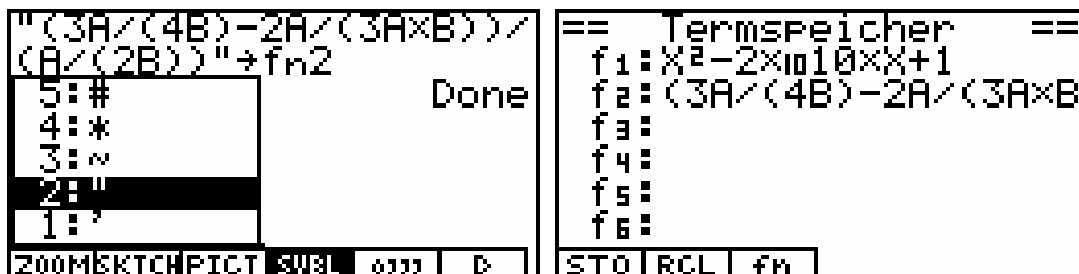 "(3A/(4B)-2A/(3A×B))/
(A/(2B))"→fn2
Done
5:#
4:*
3:~
2:"
1:'
ZOOM SKTCH PICT SYBL D
== Termspeicher ==
f1:X²-2×⏨10×X+1
f2:(3A/(4B)-2A/(3A×B
f3:
f4:
f5:
f6:
STO RCL fn